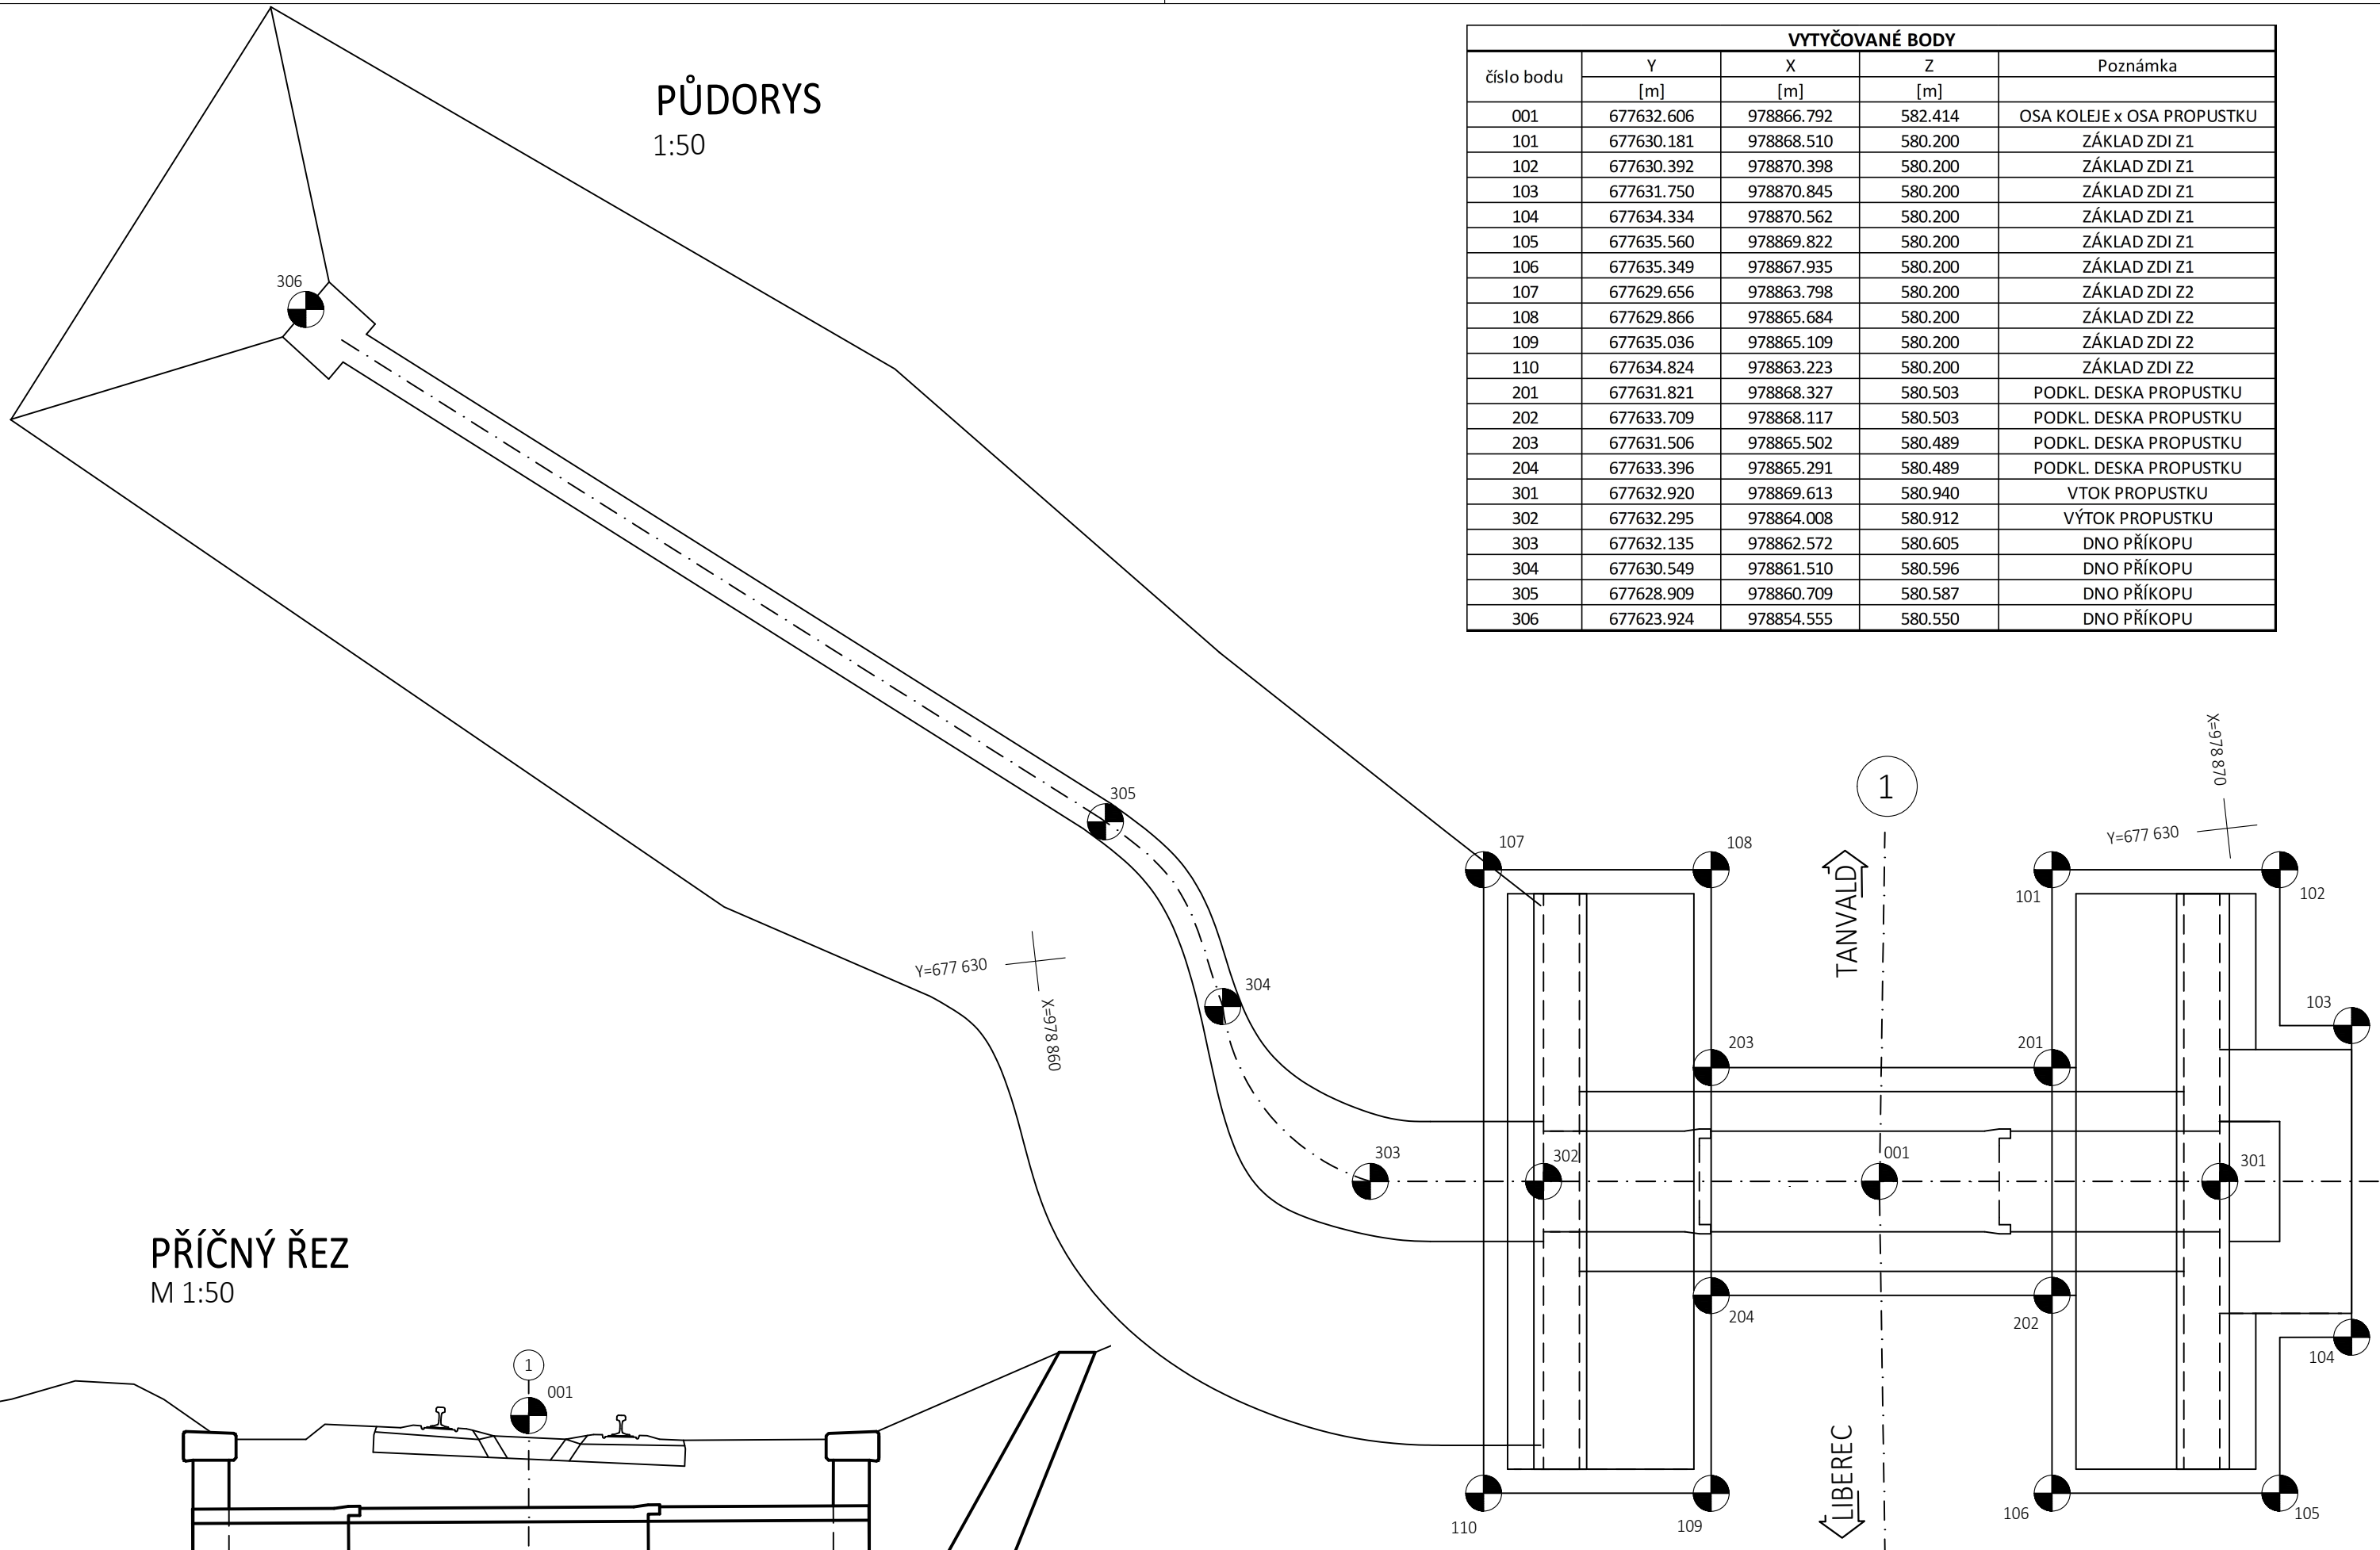 PŮDORYS
1:50
VYTYČOVANÉ BODY
číslo bodu Y X Z Poznámka
[m] [m] [m]
001 677632.606 978866.792 582.414 OSA KOLEJE x OSA PROPUSTKU
101 677630.181 978868.510 580.200 ZÁKLAD ZDI Z1
102 677630.392 978870.398 580.200 ZÁKLAD ZDI Z1
103 677631.750 978870.845 580.200 ZÁKLAD ZDI Z1
104 677634.334 978870.562 580.200 ZÁKLAD ZDI Z1
105 677635.560 978869.822 580.200 ZÁKLAD ZDI Z1
106 677635.349 978867.935 580.200 ZÁKLAD ZDI Z1
107 677629.656 978863.798 580.200 ZÁKLAD ZDI Z2
108 677629.866 978865.684 580.200 ZÁKLAD ZDI Z2
109 677635.036 978865.109 580.200 ZÁKLAD ZDI Z2
110 677634.824 978863.223 580.200 ZÁKLAD ZDI Z2
201 677631.821 978868.327 580.503 PODKL. DESKA PROPUSTKU
202 677633.709 978868.117 580.503 PODKL. DESKA PROPUSTKU
203 677631.506 978865.502 580.489 PODKL. DESKA PROPUSTKU
204 677633.396 978865.291 580.489 PODKL. DESKA PROPUSTKU
301 677632.920 978869.613 580.940 VTOK PROPUSTKU
302 677632.295 978864.008 580.912 VÝTOK PROPUSTKU
303 677632.135 978862.572 580.605 DNO PŘÍKOPU
304 677630.549 978861.510 580.596 DNO PŘÍKOPU
305 677628.909 978860.709 580.587 DNO PŘÍKOPU
306 677623.924 978854.555 580.550 DNO PŘÍKOPU
306
305
304
303
302
001
301
107
108
101
102
103
203
201
204
202
104
110
109
106
105
1
TANVALD
LIBEREC
X=978 870
Y=677 630
Y=677 630
X=978 860
PŘÍČNÝ ŘEZ
M 1:50
1
001